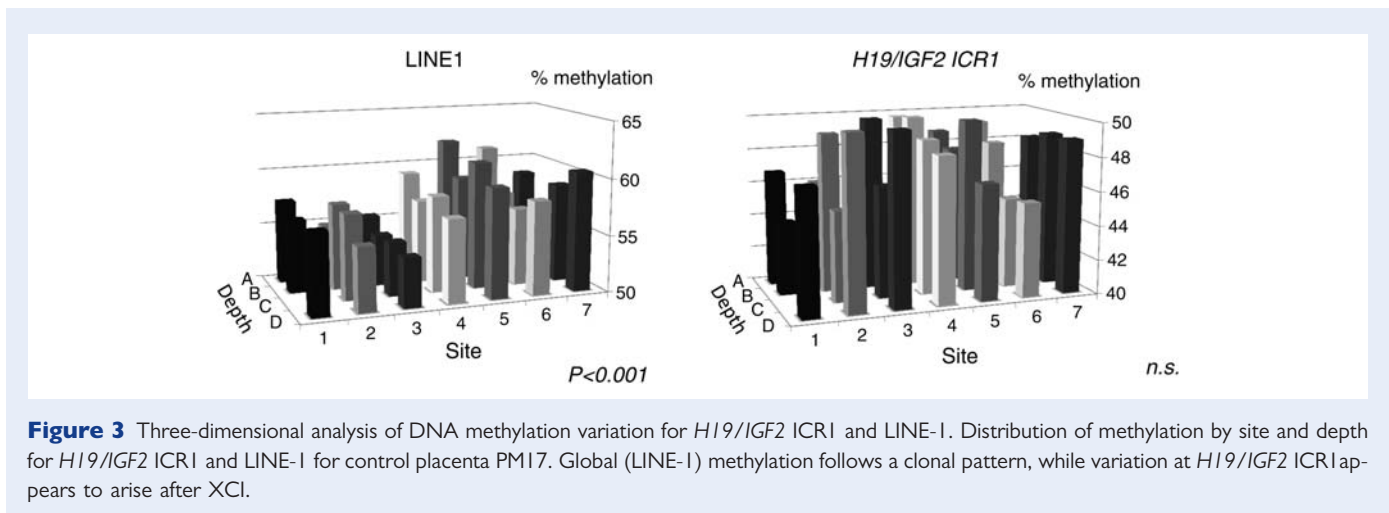 LINE1
% methylation
65
60
55
50
A
B
C
D
Depth
1 2 3 4 5 6 7
Site
P<0.001
H19/IGF2 ICR1
% methylation
50
48
46
44
42
40
A
B
C
D
Depth
1 2 3 4 5 6 7
Site
n.s.
Figure 3 Three-dimensional analysis of DNA methylation variation for H19/IGF2 ICR1 and LINE-1. Distribution of methylation by site and depth
for H19/IGF2 ICR1 and LINE-1 for control placenta PM17. Global (LINE-1) methylation follows a clonal pattern, while variation at H19/IGF2 ICR1ap-
pears to arise after XCI.